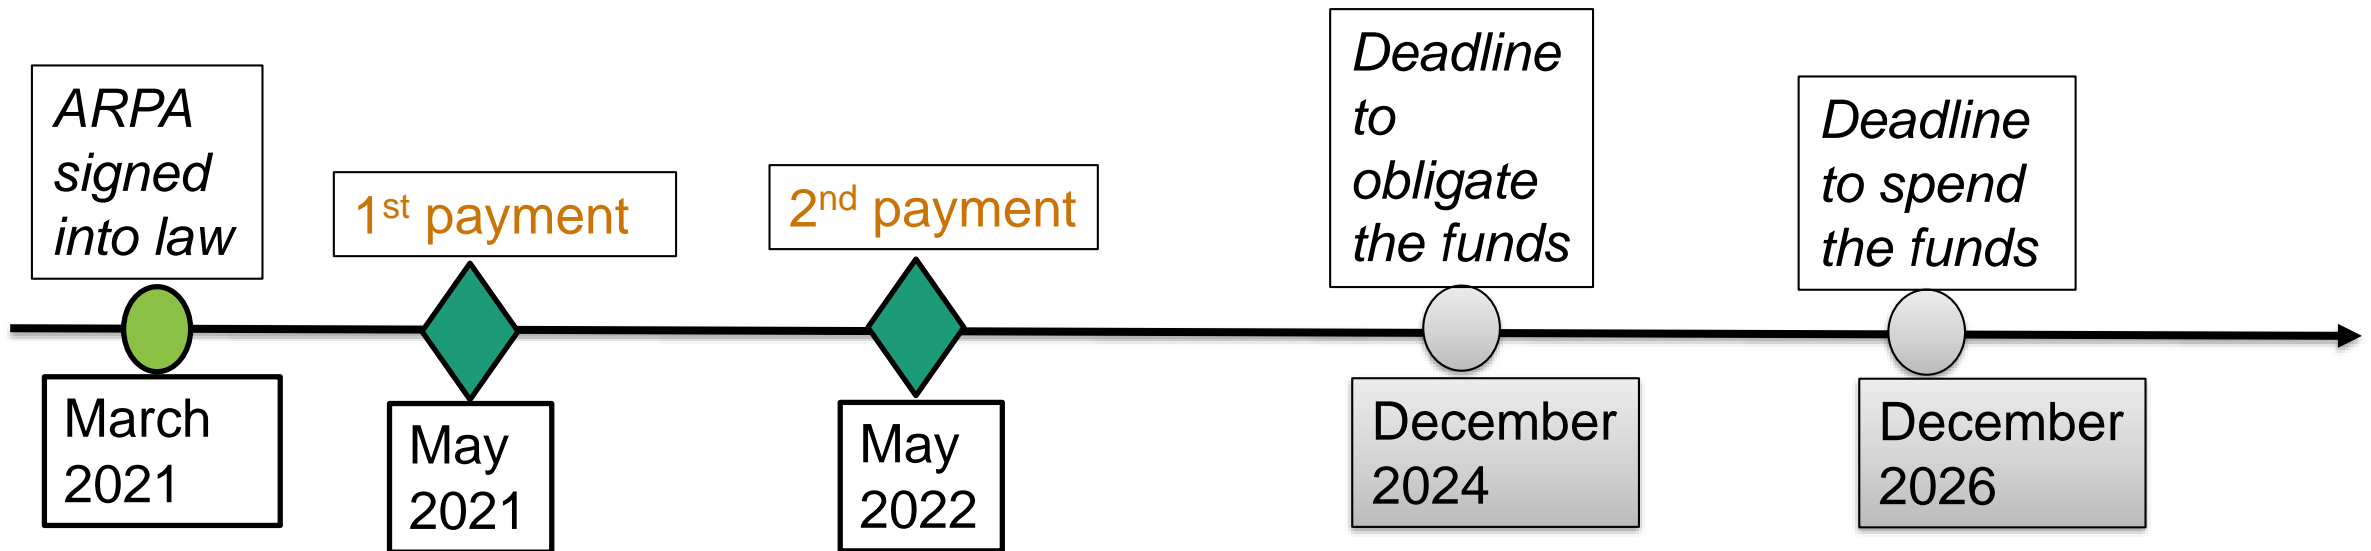 ARPA
signed
into law
March
2021
1st payment
May
2021
2nd payment
May
2022
Deadline
to
obligate
the funds
December
2024
Deadline
to spend
the funds
December
2026